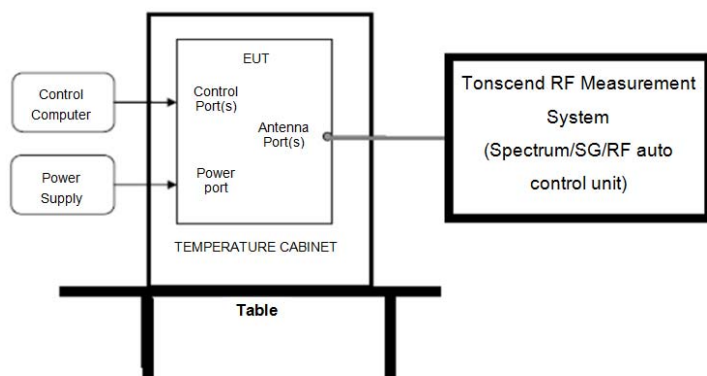 EUT
Control
Computer
Control
Port(s)
Antenna
Port(s)
Power
Supply
Power
port
TEMPERATURE CABINET
Table
Tonscend RF Measurement
System
(Spectrum/SG/RF auto
control unit)